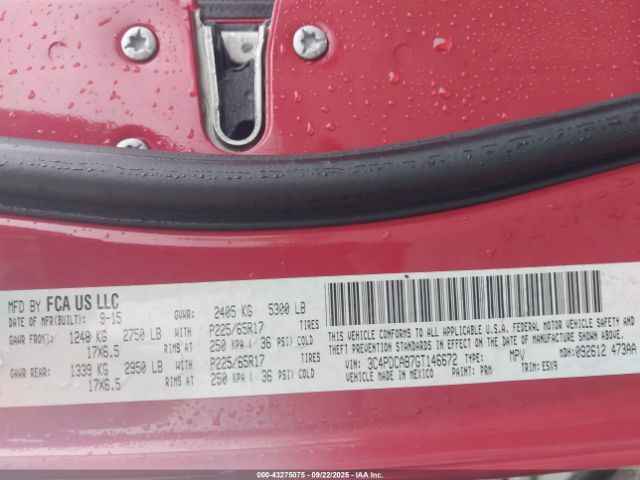 MFD BY FCA US LLC
DATE OF MFR(BUILT): 9-15 GVWR: 2405 KG 5300 LB
GAWR FRONT: 1248 KG 2750 LB WITH P225/65R17 TIRES
17X6.5 RIMS AT 250 KPA ( 36 PSI) COLD
GAWR REAR: 1339 KG 2950 LB WITH P225/65R17 TIRES
17X6.5 RIMS AT 250 KPA ( 36 PSI) COLD
THIS VEHICLE CONFORMS TO ALL APPLICABLE U.S.A. FEDERAL MOTOR VEHICLE SAFETY AND
THEFT PREVENTION STANDARDS IN EFFECT ON THE DATE OF MANUFACTURE SHOWN ABOVE.
VIN: 3C4PDCAB7GT146672 TYPE: MPV MDH: 092612 473AA
VEHICLE MADE IN MEXICO PAINT: PRM TRIM: E5X9
000-43275075 09/22/2025 IAA Inc.